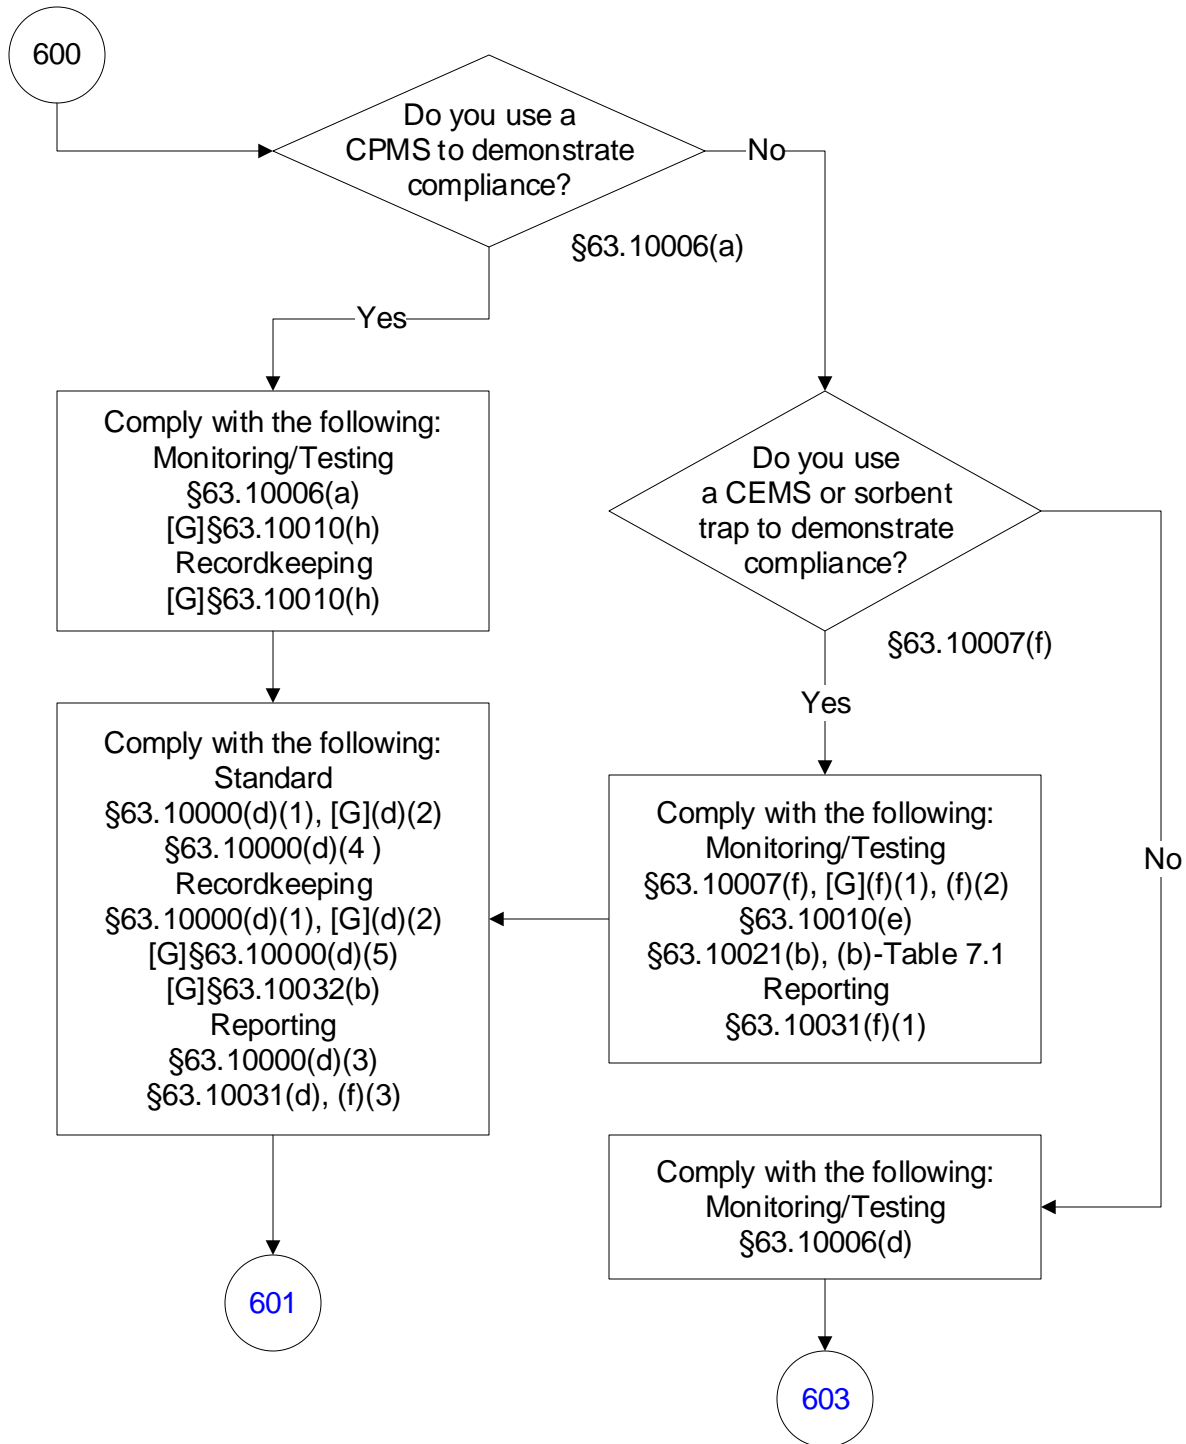 600
Do you use a
CPMS to demonstrate
compliance?
No
§63.10006(a)
Yes
Comply with the following:
Monitoring/Testing
§63.10006(a)
[G]§63.10010(h)
Recordkeeping
[G]§63.10010(h)
Do you use
a CEMS or sorbent
trap to demonstrate
compliance?
§63.10007(f)
Yes
No
Comply with the following:
Standard
§63.10000(d)(1), [G](d)(2)
§63.10000(d)(4 )
Recordkeeping
§63.10000(d)(1), [G](d)(2)
[G]§63.10000(d)(5)
[G]§63.10032(b)
Reporting
§63.10000(d)(3)
§63.10031(d), (f)(3)
Comply with the following:
Monitoring/Testing
§63.10007(f), [G](f)(1), (f)(2)
§63.10010(e)
§63.10021(b), (b)-Table 7.1
Reporting
§63.10031(f)(1)
Comply with the following:
Monitoring/Testing
§63.10006(d)
601
603